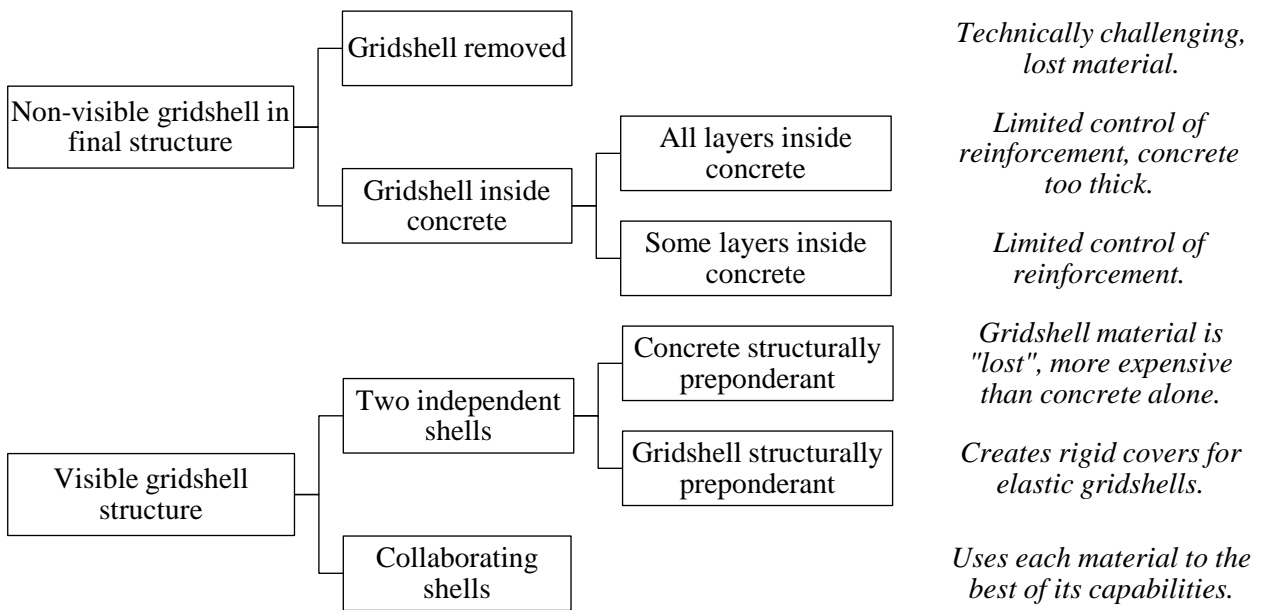 Gridshell removed
Technically challenging,
lost material.
Non-visible gridshell in
final structure
All layers inside
concrete
Limited control of
reinforcement, concrete
too thick.
Gridshell inside
concrete
Some layers inside
concrete
Limited control of
reinforcement.
Concrete structurally
preponderant
Gridshell material is
"lost", more expensive
than concrete alone.
Two independent
shells
Gridshell structurally
preponderant
Creates rigid covers for
elastic gridshells.
Visible gridshell
structure
Collaborating
shells
Uses each material to the
best of its capabilities.